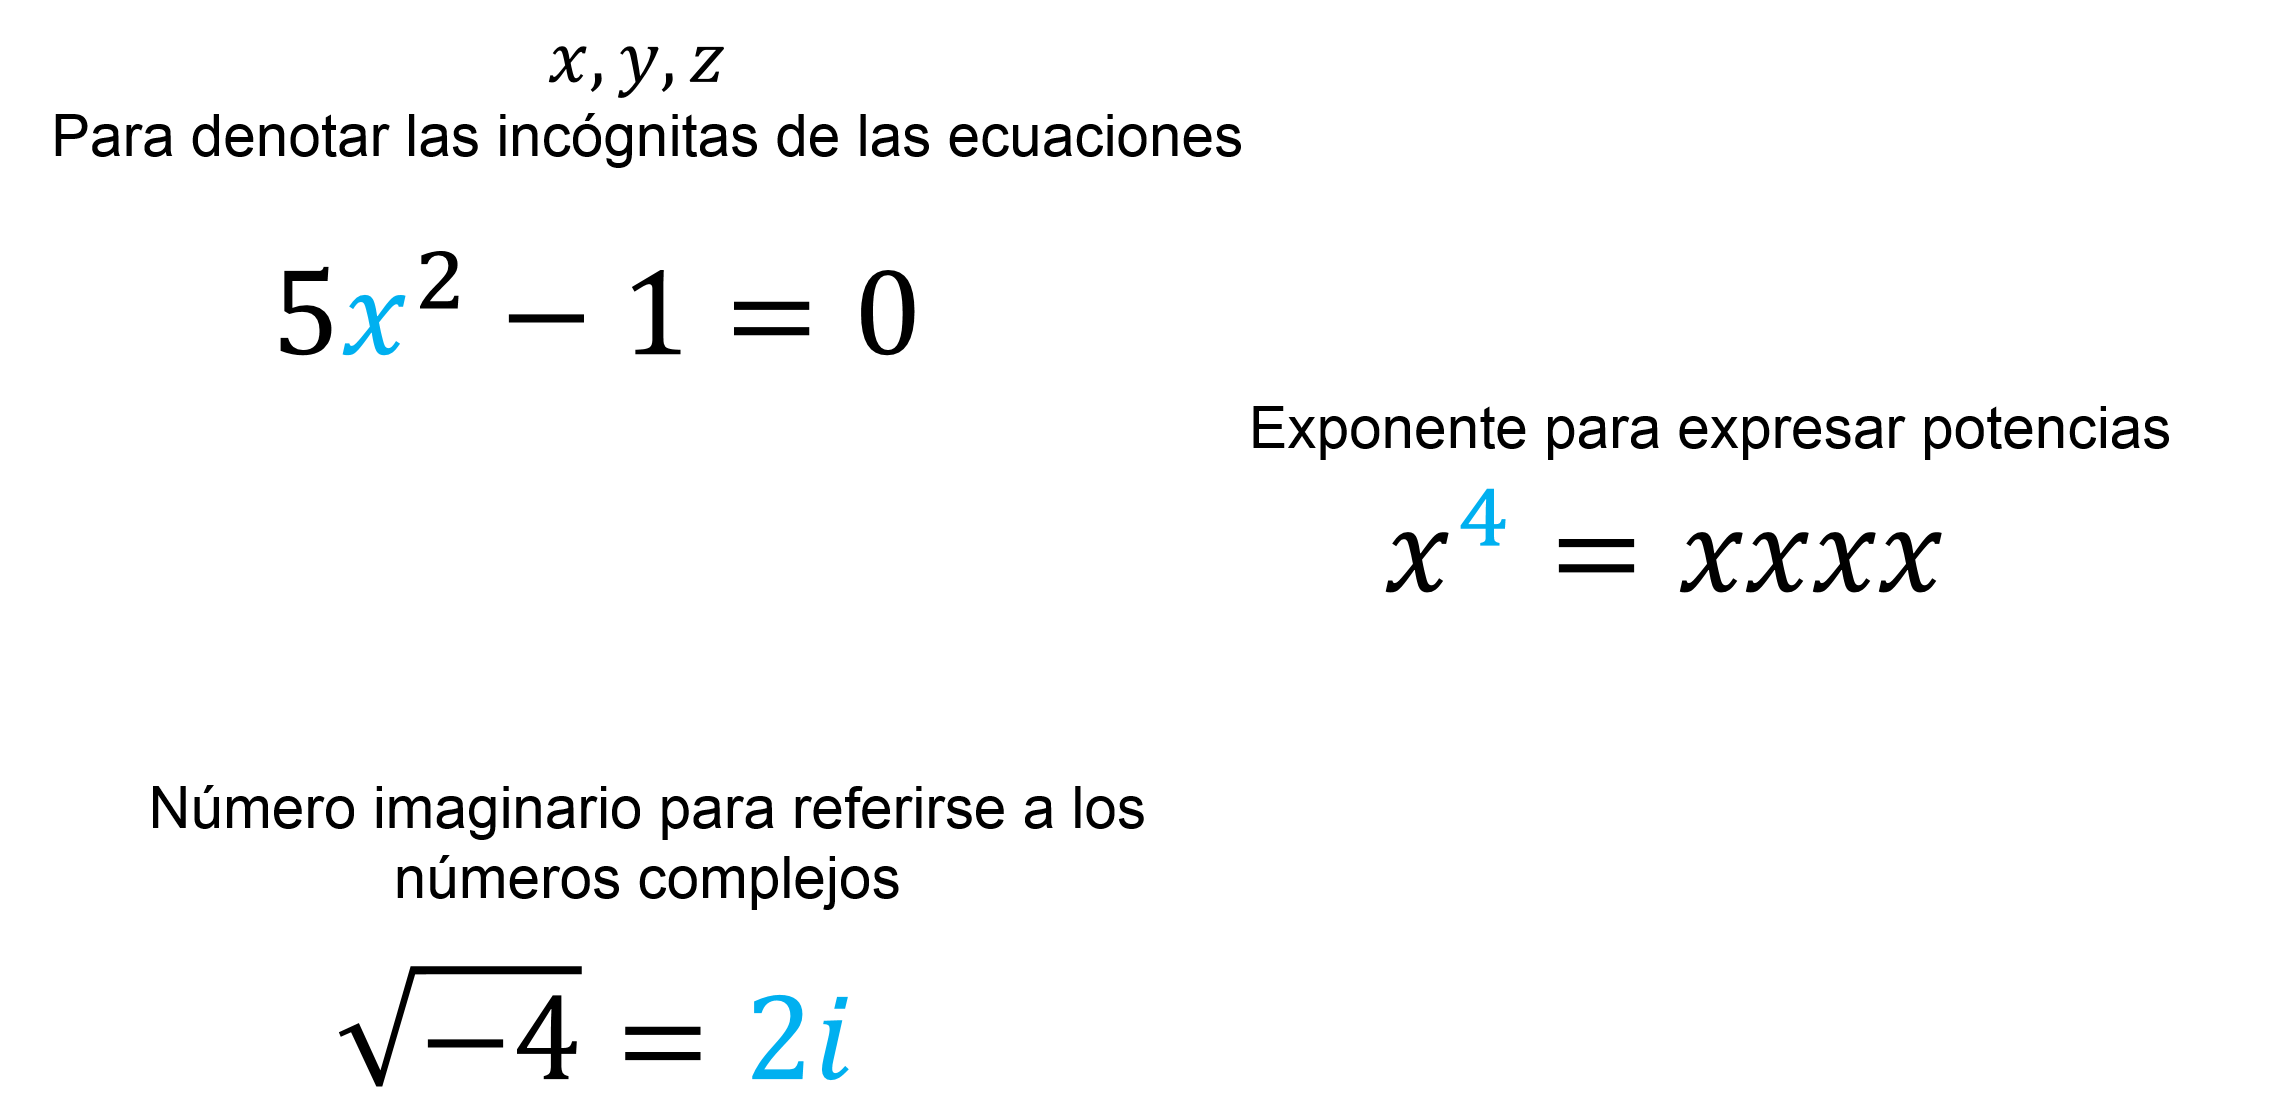 x, y, z
Para denotar las incógnitas de las ecuaciones
5x² − 1 = 0
Exponente para expresar potencias
x⁴ = xxxx
Número imaginario para referirse a los
números complejos
√−4 = 2i